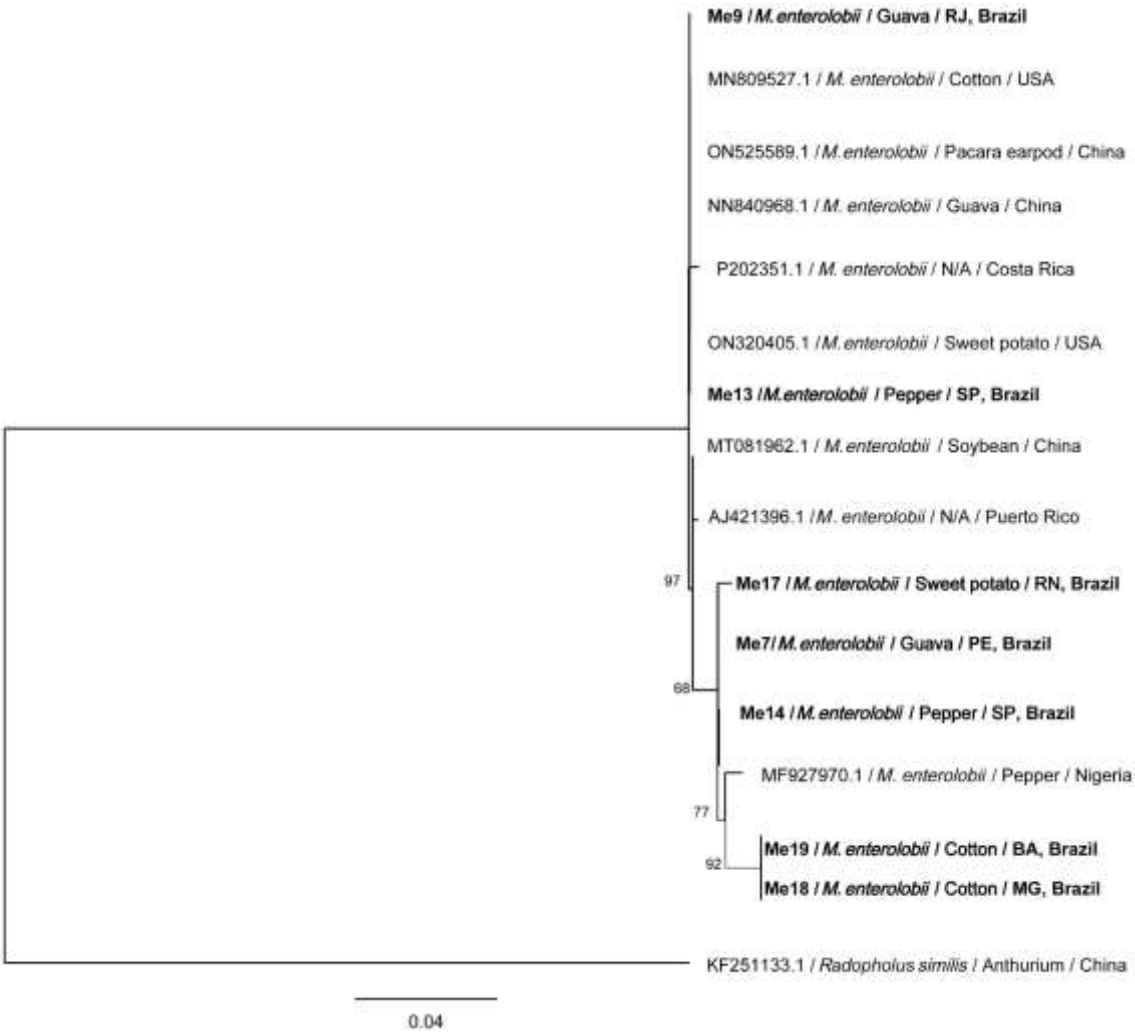 Me9 / M. enterolobii / Guava / RJ, Brazil
MN809527.1 / M. enterolobii / Cotton / USA
ON525589.1 / M. enterolobii / Pacara earpod / China
NN840968.1 / M. enterolobii / Guava / China
P202351.1 / M. enterolobii / N/A / Costa Rica
ON320405.1 / M. enterolobii / Sweet potato / USA
Me13 / M. enterolobii / Pepper / SP, Brazil
MT081962.1 / M. enterolobii / Soybean / China
AJ421396.1 / M. enterolobii / N/A / Puerto Rico
97
Me17 / M. enterolobii / Sweet potato / RN, Brazil
Me7/ M. enterolobii / Guava / PE, Brazil
68
Me14 / M. enterolobii / Pepper / SP, Brazil
MF927970.1 / M. enterolobii / Pepper / Nigeria
77
Me19 / M. enterolobii / Cotton / BA, Brazil
92
Me18 / M. enterolobii / Cotton / MG, Brazil
KF251133.1 / Radopholus similis / Anthurium / China
0.04